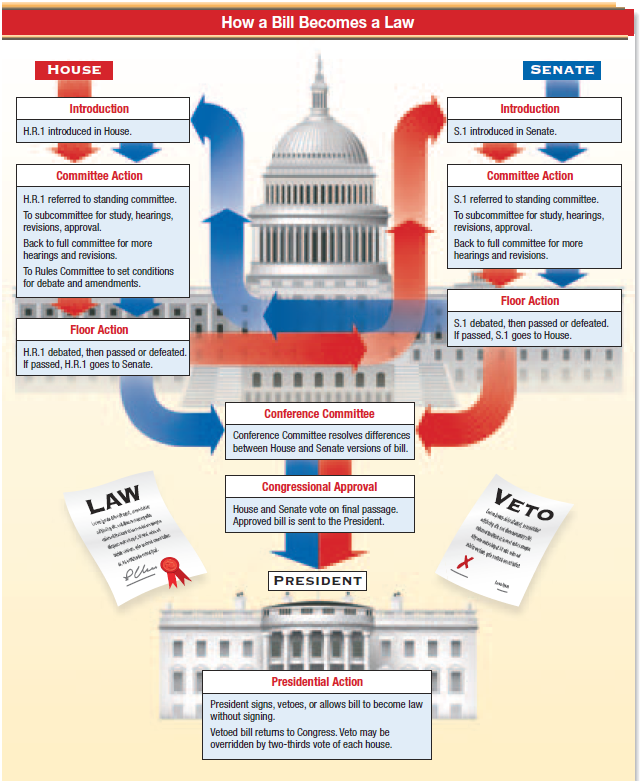 How a Bill Becomes a Law
HOUSE
Introduction
H.R.1 introduced in House.
Committee Action
H.R.1 referred to standing committee.
To subcommittee for study, hearings,
revisions, approval.
Back to full committee for more
hearings and revisions.
To Rules Committee to set conditions
for debate and amendments.
Floor Action
H.R.1 debated, then passed or defeated.
If passed, H.R.1 goes to Senate.
SENATE
Introduction
S.1 introduced in Senate.
Committee Action
S.1 referred to standing committee.
To subcommittee for study, hearings,
revisions, approval.
Back to full committee for more
hearings and revisions.
Floor Action
S.1 debated, then passed or defeated.
If passed, S.1 goes to House.
Conference Committee
Conference Committee resolves differences
between House and Senate versions of bill.
Congressional Approval
House and Senate vote on final passage.
Approved bill is sent to the President.
LAW
VETO
PRESIDENT
Presidential Action
President signs, vetoes, or allows bill to become law
without signing.
Vetoed bill returns to Congress. Veto may be
overridden by two-thirds vote of each house.